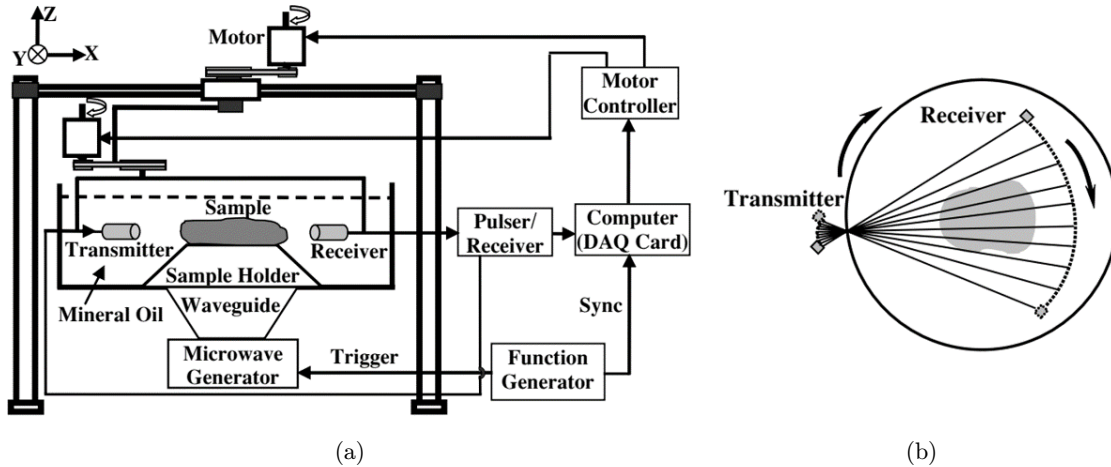 Z
Y
X
Motor
Motor
Controller
Sample
Transmitter
Receiver
Pulser/
Receiver
Computer
(DAQ Card)
Sample Holder
Mineral Oil
Waveguide
Sync
Microwave
Generator
Trigger
Function
Generator
(a)
Receiver
Transmitter
(b)